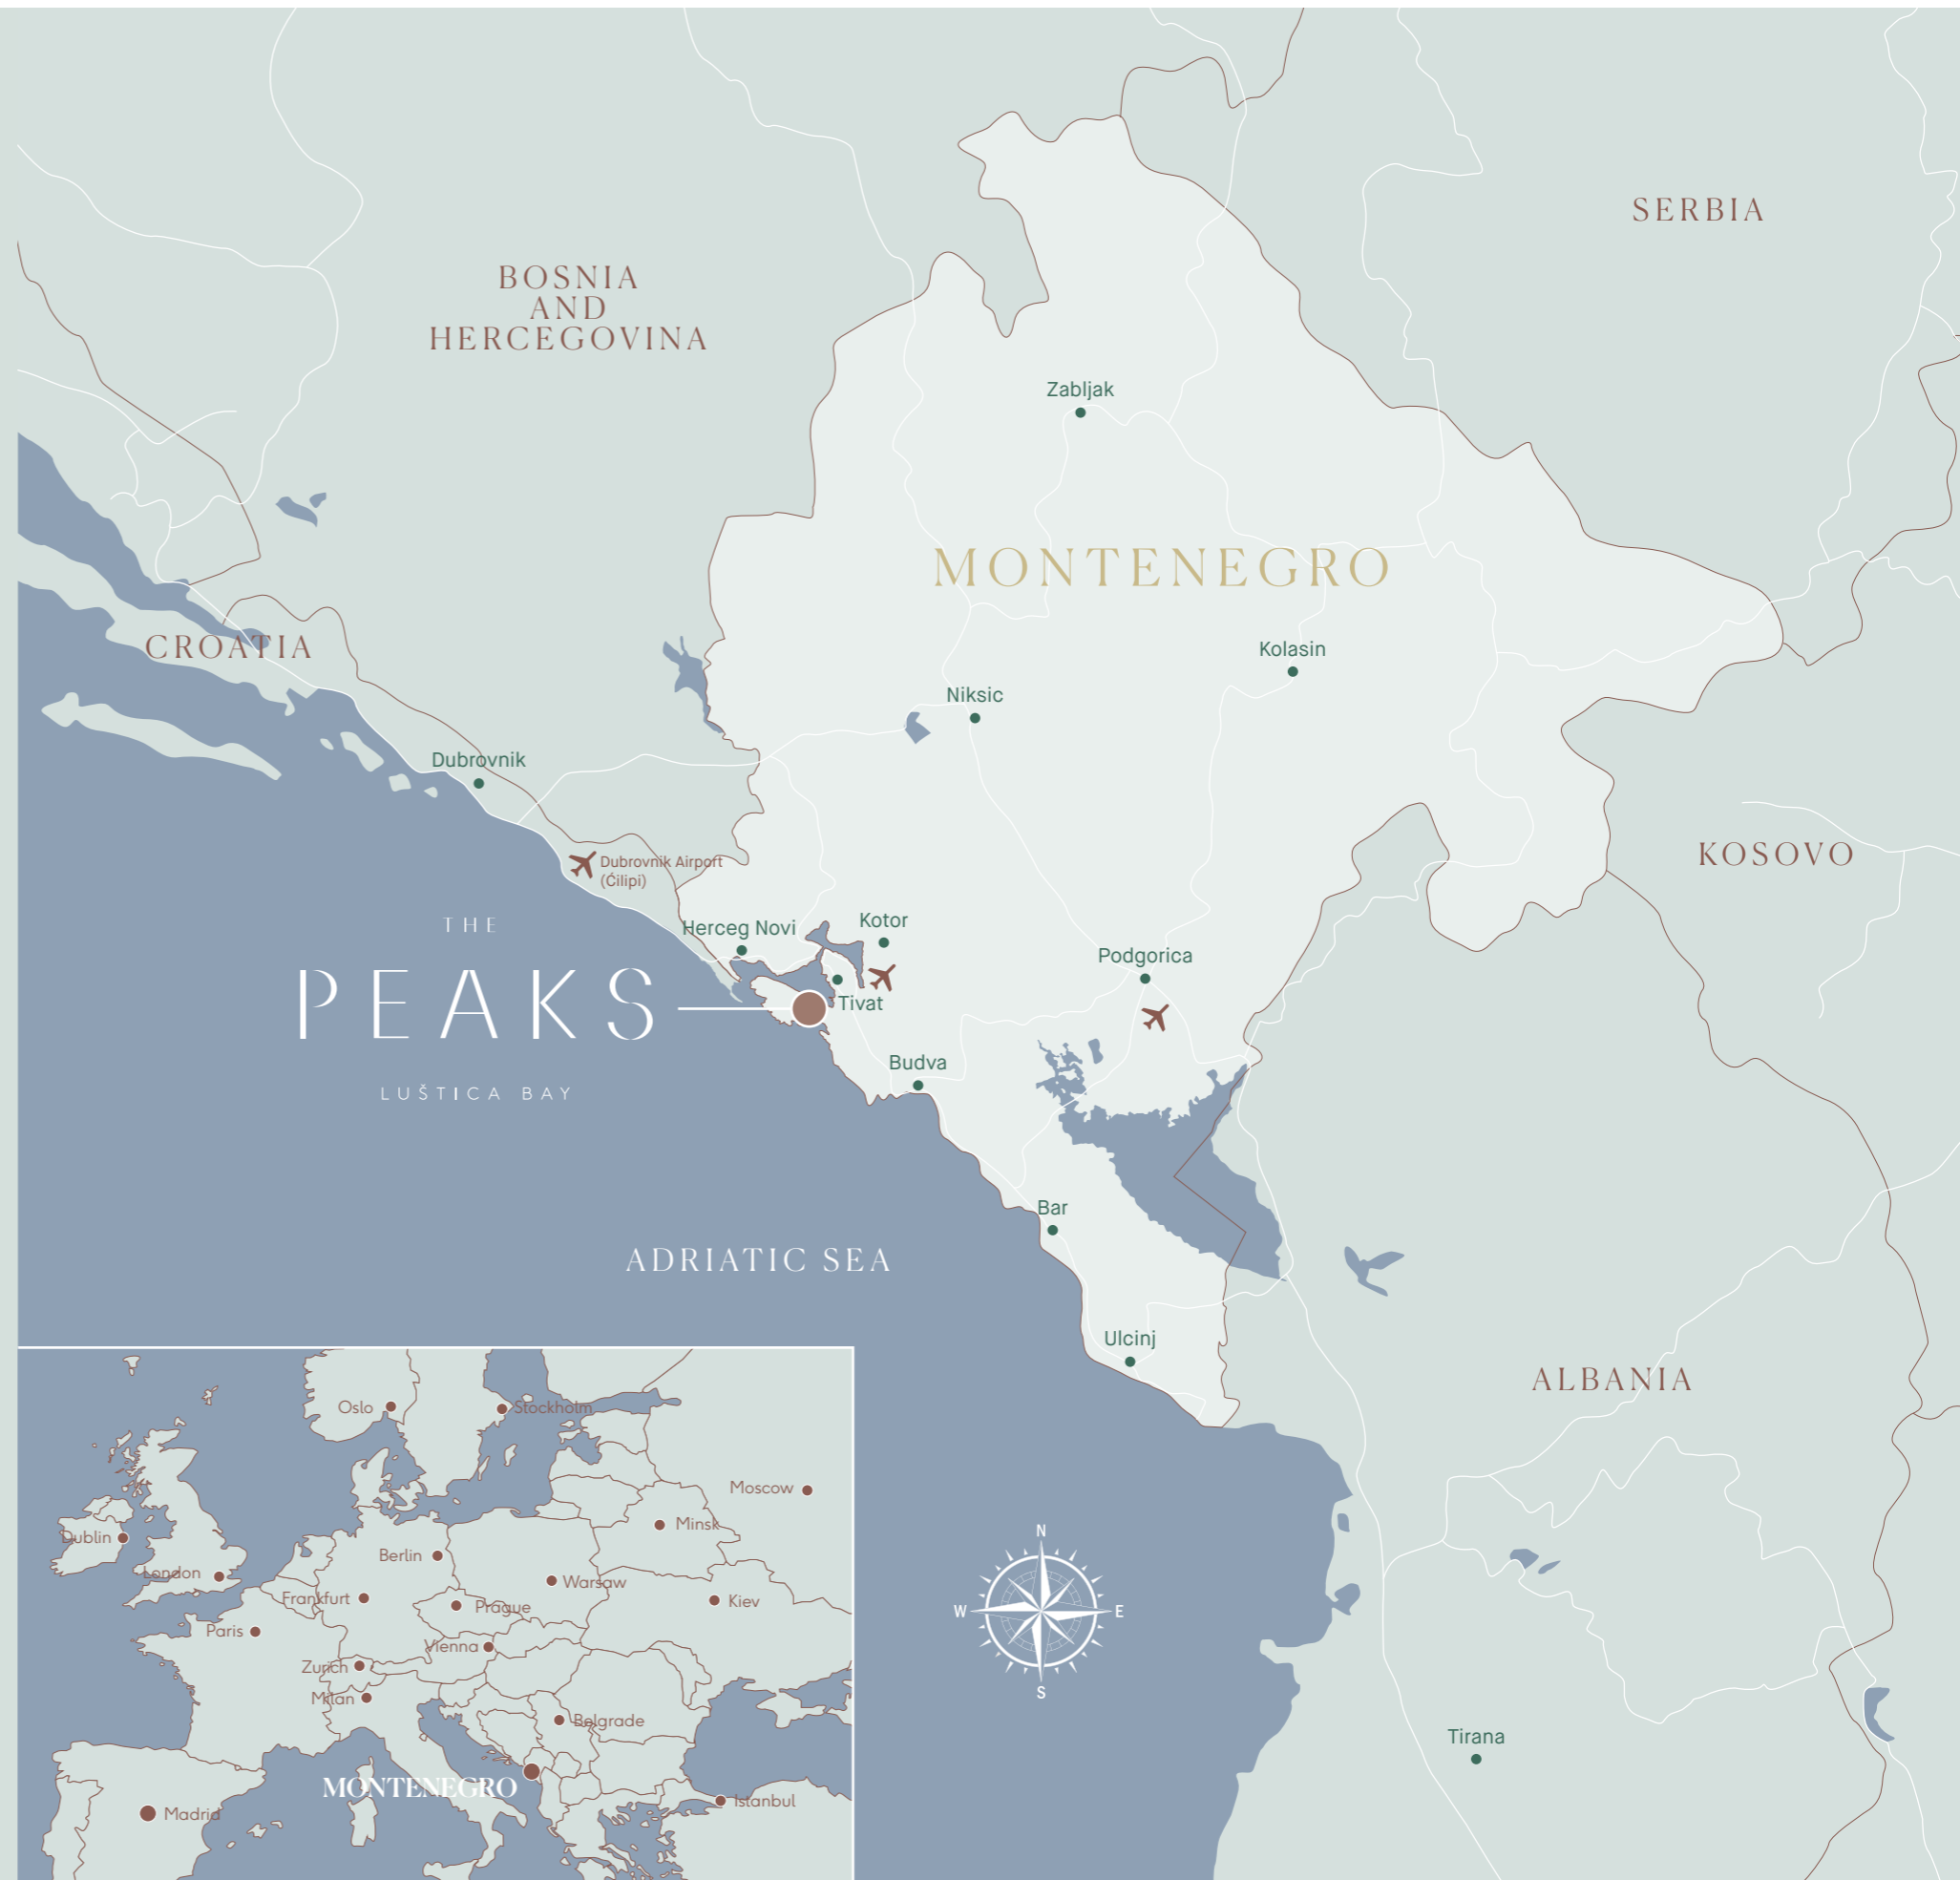 SERBIA
BOSNIA
AND
HERCEGOVINA
Zabljak
MONTENEGRO
CROATIA
Kolasin
Niksic
Dubrovnik
KOSOVO
Dubrovnik Airport
(Ćilipi)
Herceg Novi
Kotor
THE
PEAKS
LUŠTICA BAY
Podgorica
Tivat
Budva
Bar
ADRIATIC SEA
Ulcinj
ALBANIA
Tirana
N
W
E
S
Oslo
Stockholm
Moscow
Minsk
Dublin
Berlin
London
Warsaw
Frankfurt
Prague
Kiev
Paris
Vienna
Zurich
Milan
Belgrade
MONTENEGRO
Istanbul
Madrid